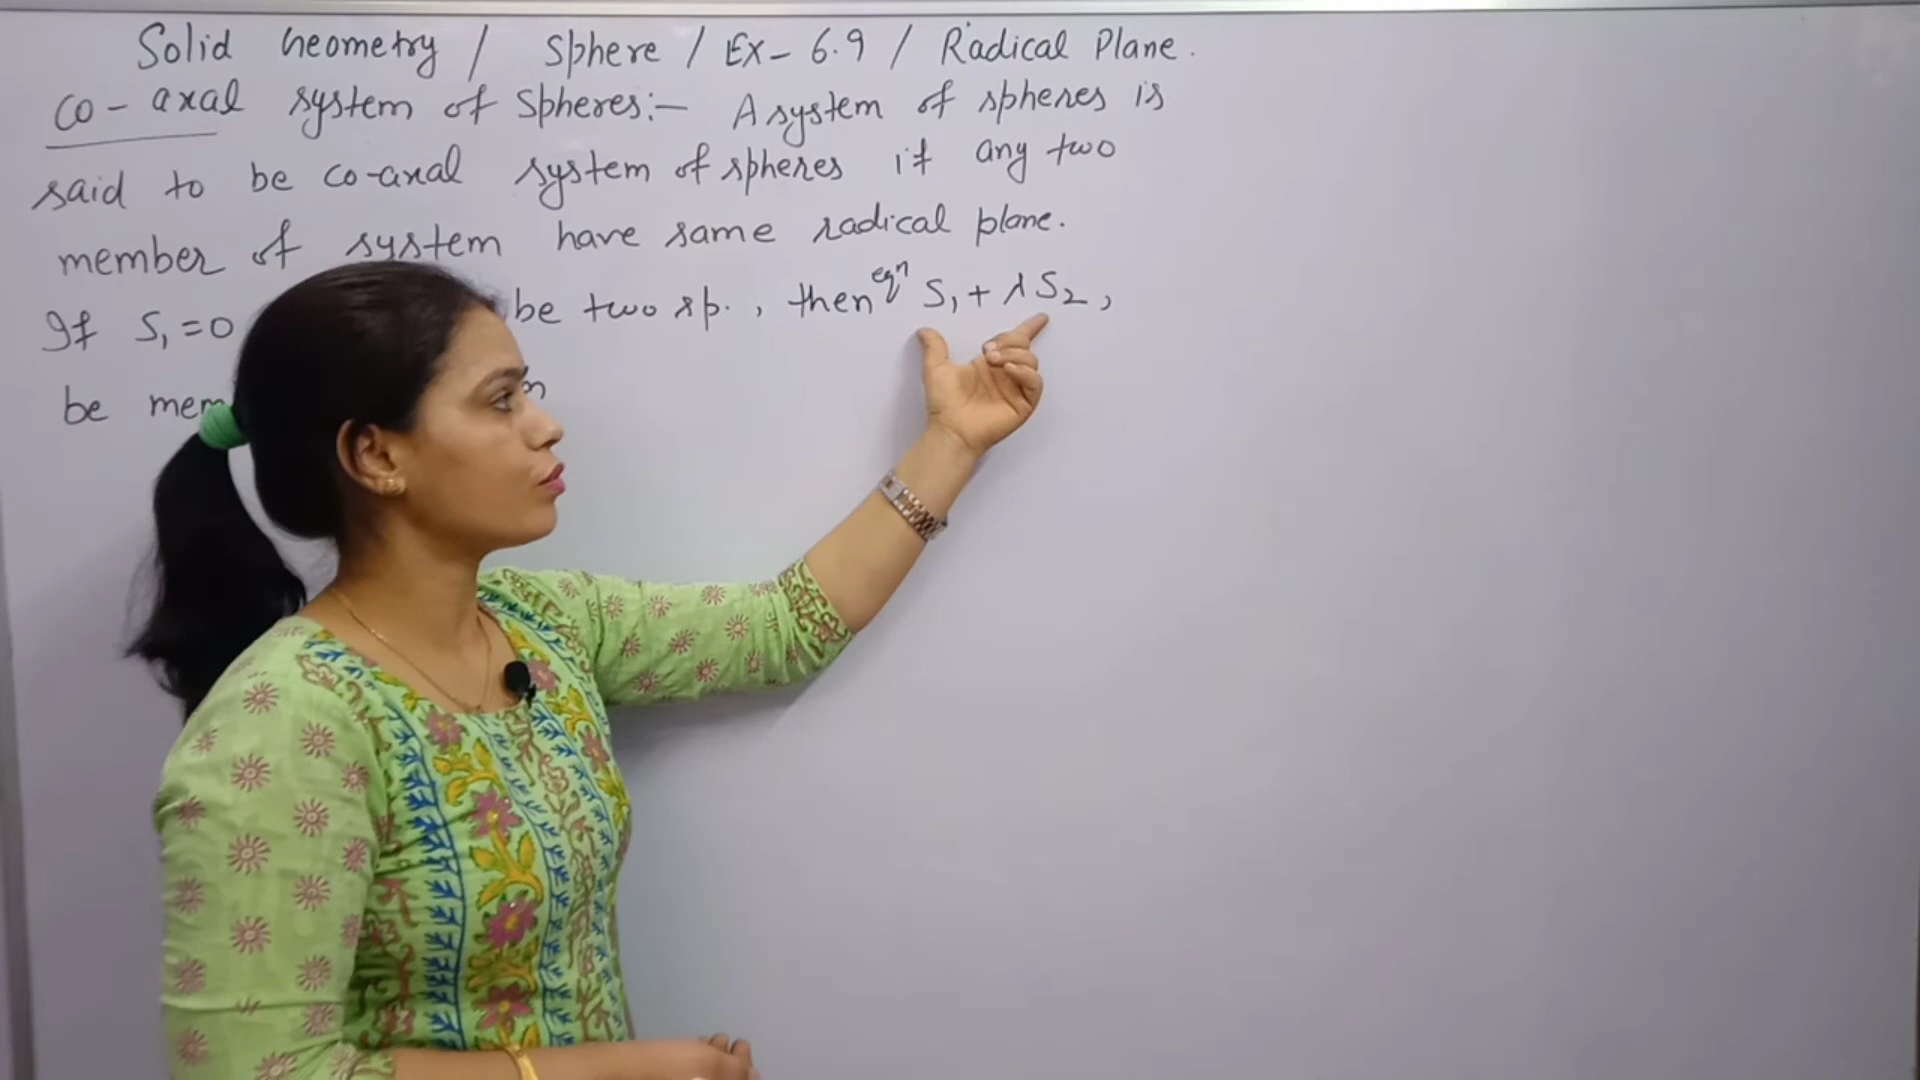 Solid Geometry / Sphere / Ex- 6.9 / Radical Plane.
co-axal system of Spheres:- A system of spheres is
said to be co-axal system of spheres if any two
member of system have same radical plane.
If S₁=0 be two sp., then eqⁿ S₁+λS₂,
be